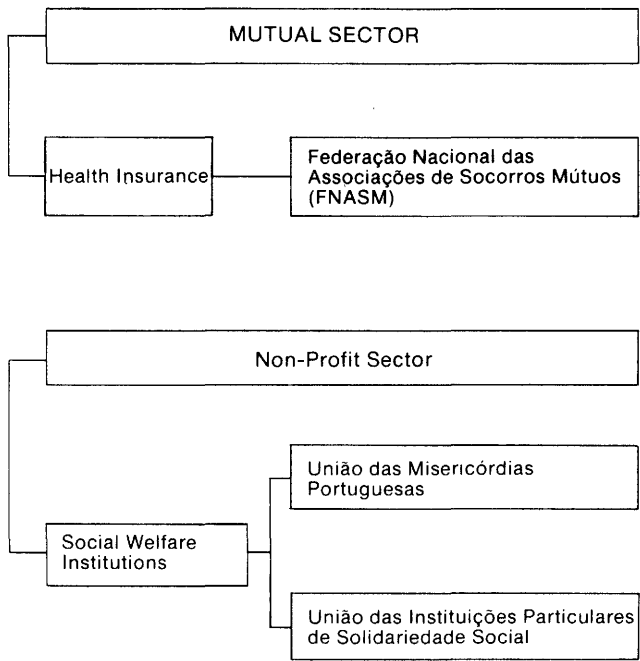 MUTUAL SECTOR
Health Insurance
Federação Nacional das
Associações de Socorros Mútuos
(FNASM)
Non-Profit Sector
União das Misericórdias
Portuguesas
Social Welfare
Institutions
União das Instituições Particulares
de Solidariedade Social